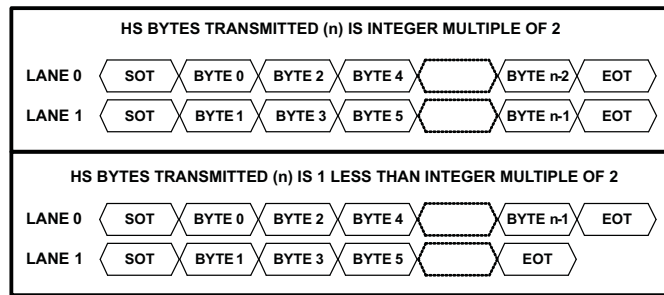 HS BYTES TRANSMITTED (n) IS INTEGER MULTIPLE OF 2
LANE 0 SOT BYTE 0 BYTE 2 BYTE 4 BYTE n-2 EOT
LANE 1 SOT BYTE 1 BYTE 3 BYTE 5 BYTE n-1 EOT
HS BYTES TRANSMITTED (n) IS 1 LESS THAN INTEGER MULTIPLE OF 2
LANE 0 SOT BYTE 0 BYTE 2 BYTE 4 BYTE n-1 EOT
LANE 1 SOT BYTE 1 BYTE 3 BYTE 5 EOT